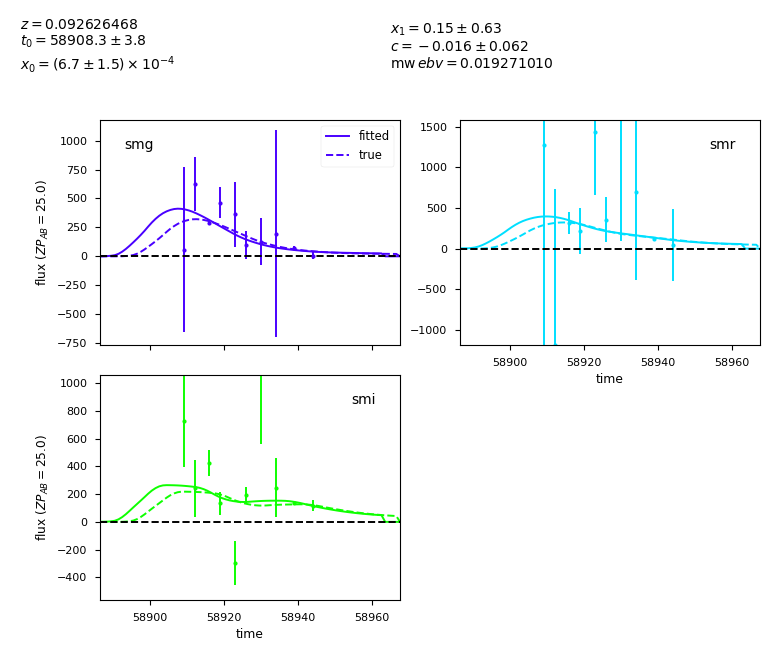 z = 0.092626468
t₀ = 58908.3 ± 3.8
x₀ = (6.7 ± 1.5) × 10⁻⁴
x₁ = 0.15 ± 0.63
c = −0.016 ± 0.062
mw ebv = 0.019271010
smg
fitted
true
1000
750
500
250
0
−250
−500
−750
flux (ZP_AB = 25.0)
smr
1500
1000
500
0
−500
−1000
58900 58920 58940 58960
time
smi
1000
800
600
400
200
0
−200
−400
flux (ZP_AB = 25.0)
58900 58920 58940 58960
time